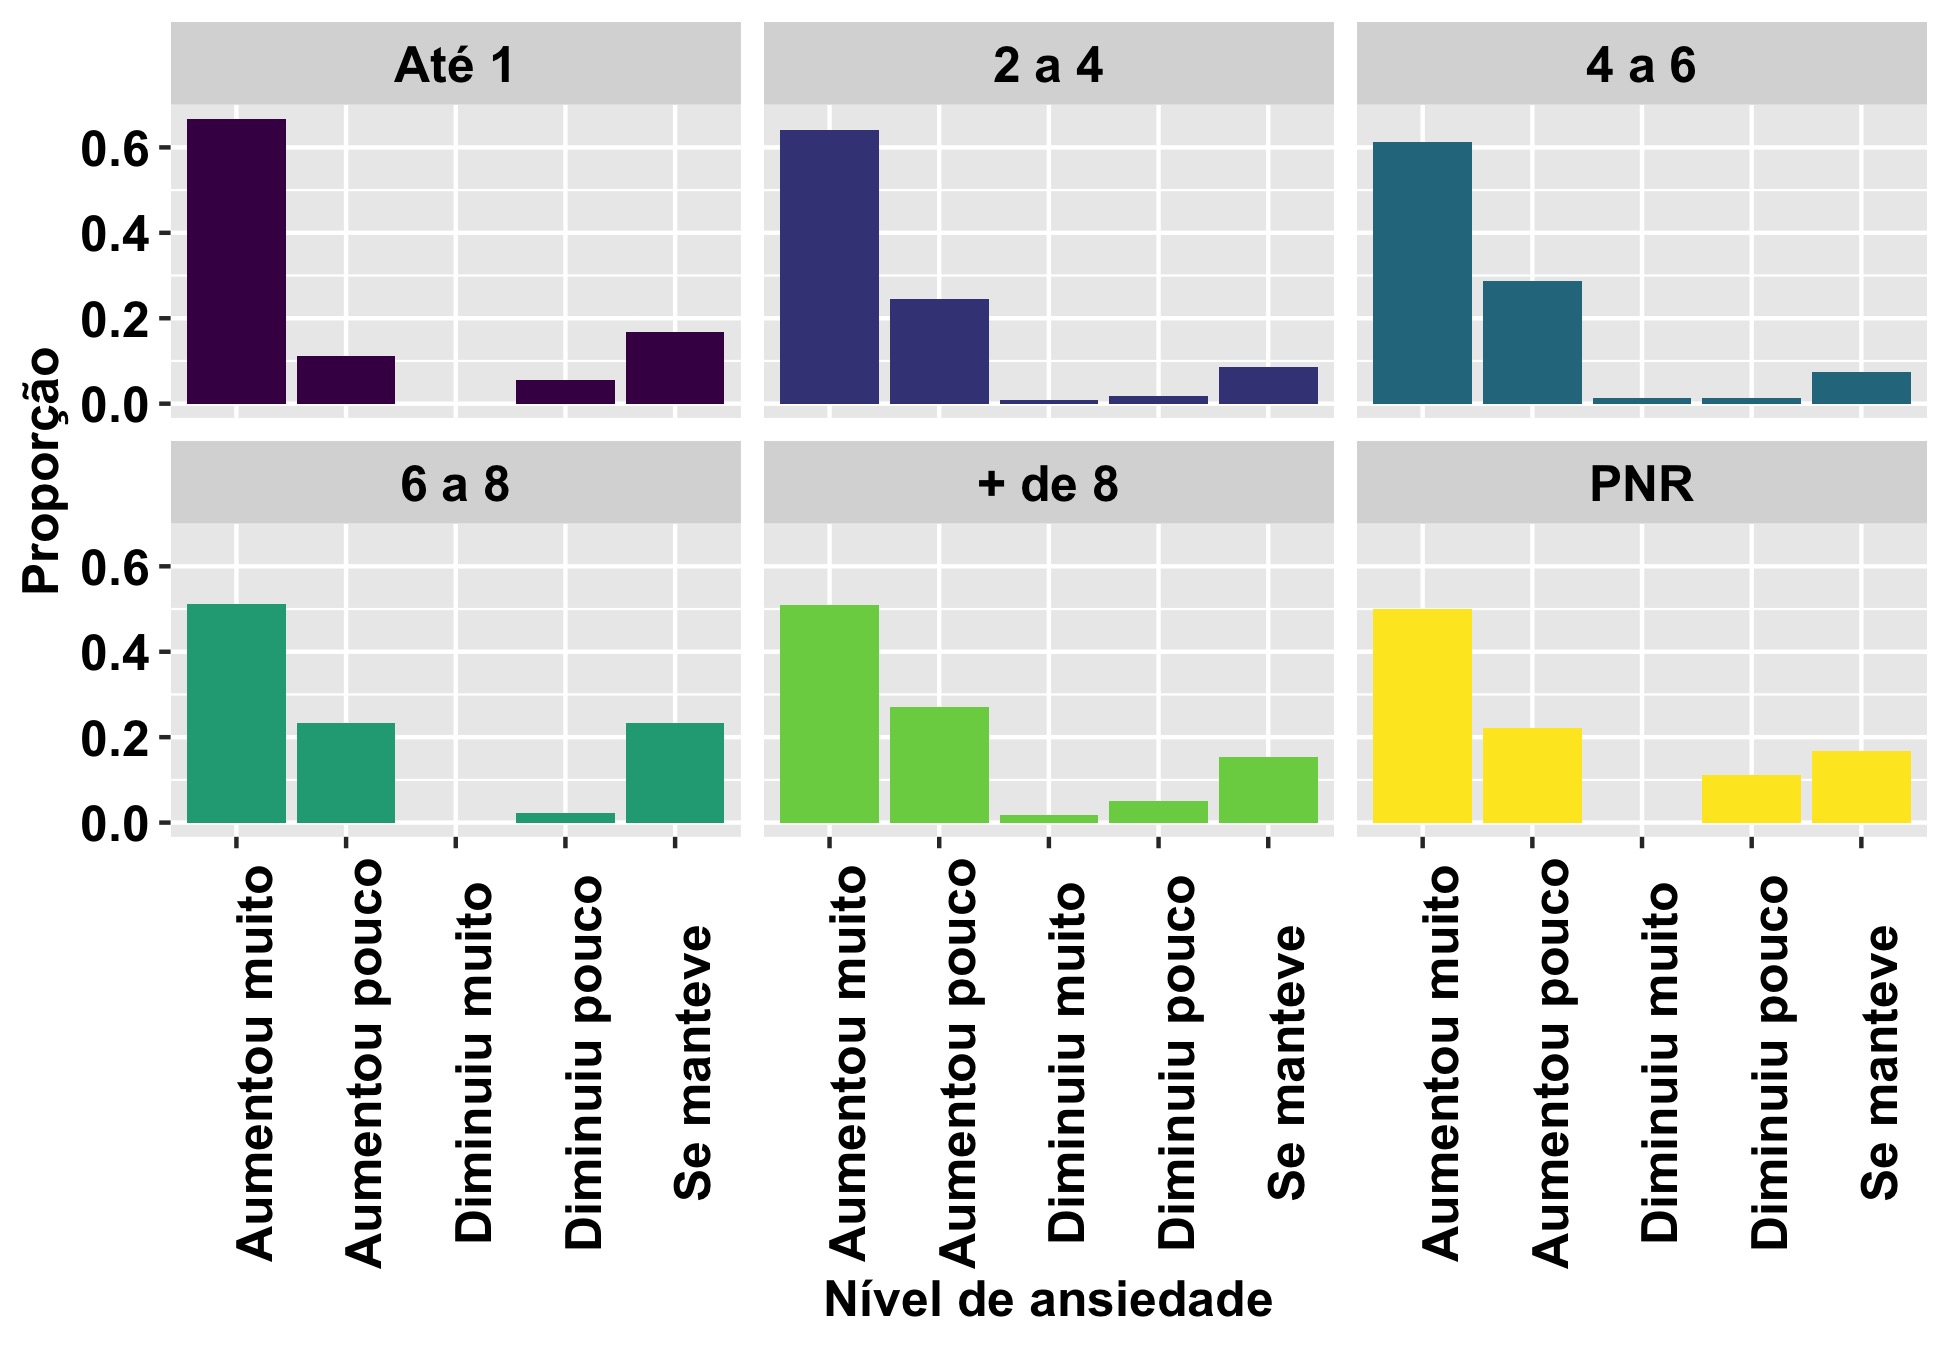 Até 1
2 a 4
4 a 6
0.6
0.4
0.2
0.0
Proporção
6 a 8
+ de 8
PNR
0.6
0.4
0.2
0.0
Aumentou muito
Aumentou pouco
Diminuiu muito
Diminuiu pouco
Se manteve
Aumentou muito
Aumentou pouco
Diminuiu muito
Diminuiu pouco
Se manteve
Aumentou muito
Aumentou pouco
Diminuiu muito
Diminuiu pouco
Se manteve
Nível de ansiedade